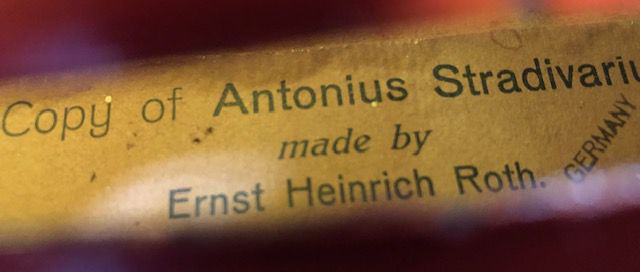 Copy of Antonius Stradivariu
made by
Ernst Heinrich Roth.
GERMANY